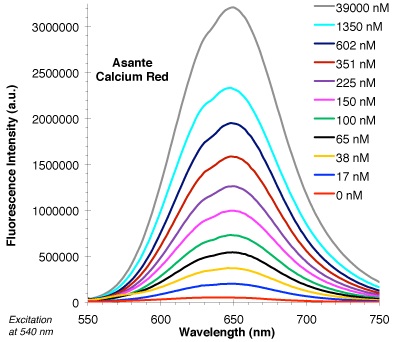 Asante
Calcium Red
39000 nM
1350 nM
602 nM
351 nM
225 nM
150 nM
100 nM
65 nM
38 nM
17 nM
0 nM
Fluorescence Intensity (a.u.)
3000000
2500000
2000000
1500000
1000000
500000
0
550
600
650
700
750
Wavelength (nm)
Excitation
at 540 nm